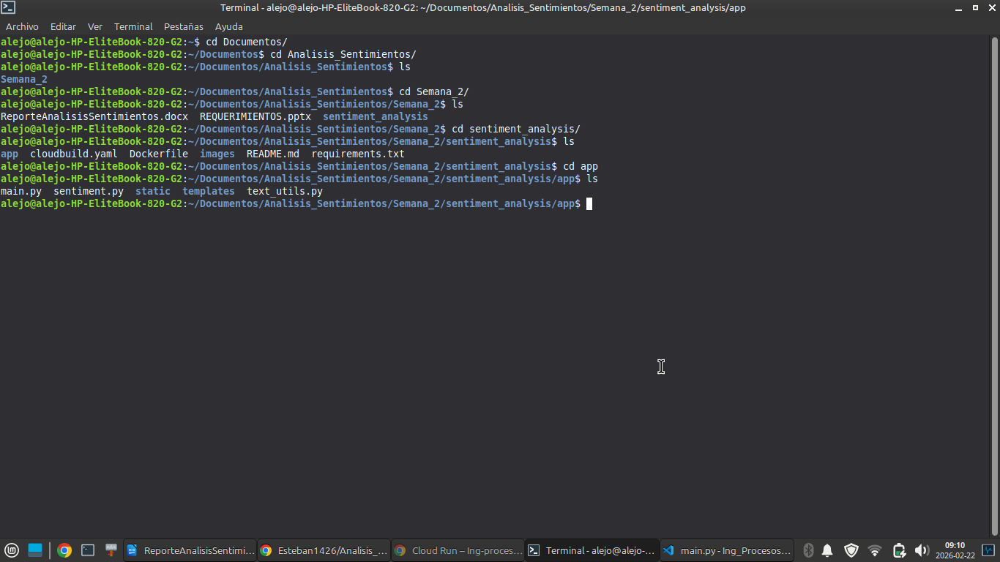 Terminal - alejo@alejo-HP-EliteBook-820-G2: ~/Documentos/Analisis_Sentimientos/Semana_2/sentiment_analysis/app
Archivo Editar Ver Terminal Pestañas Ayuda
alejo@alejo-HP-EliteBook-820-G2:~$ cd Documentos/
alejo@alejo-HP-EliteBook-820-G2:~/Documentos$ cd Analisis_Sentimientos/
alejo@alejo-HP-EliteBook-820-G2:~/Documentos/Analisis_Sentimientos$ ls
Semana_2
alejo@alejo-HP-EliteBook-820-G2:~/Documentos/Analisis_Sentimientos$ cd Semana_2/
alejo@alejo-HP-EliteBook-820-G2:~/Documentos/Analisis_Sentimientos/Semana_2$ ls
ReporteAnalisisSentimientos.docx REQUERIMIENTOS.pptx sentiment_analysis
alejo@alejo-HP-EliteBook-820-G2:~/Documentos/Analisis_Sentimientos/Semana_2$ cd sentiment_analysis/
alejo@alejo-HP-EliteBook-820-G2:~/Documentos/Analisis_Sentimientos/Semana_2/sentiment_analysis$ ls
app cloudbuild.yaml Dockerfile images README.md requirements.txt
alejo@alejo-HP-EliteBook-820-G2:~/Documentos/Analisis_Sentimientos/Semana_2/sentiment_analysis$ cd app
alejo@alejo-HP-EliteBook-820-G2:~/Documentos/Analisis_Sentimientos/Semana_2/sentiment_analysis/app$ ls
main.py sentiment.py static templates text_utils.py
alejo@alejo-HP-EliteBook-820-G2:~/Documentos/Analisis_Sentimientos/Semana_2/sentiment_analysis/app$
ReporteAnalisisSentimi... Esteban1426/Analisis_... Cloud Run – Ing-proces... Terminal - alejo@alejo-... main.py - Ing_Procesos... 09:10
2026-02-22